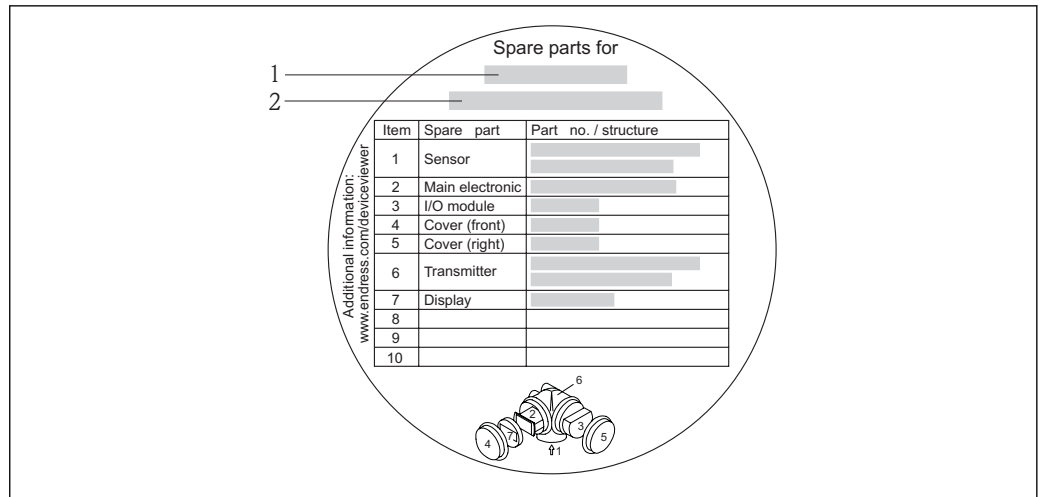 Spare parts for
1
2
Additional information:
www.endress.com/deviceviewer
Item Spare part Part no. / structure
1 Sensor
2 Main electronic
3 I/O module
4 Cover (front)
5 Cover (right)
6 Transmitter
7 Display
8
9
10
6
2
3
7
4
5
1